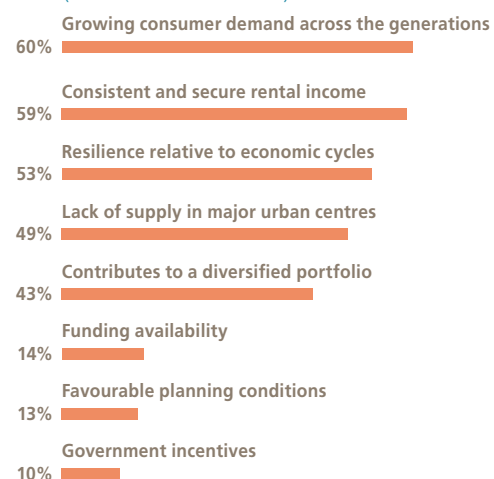 Growing consumer demand across the generations
60%
Consistent and secure rental income
59%
Resilience relative to economic cycles
53%
Lack of supply in major urban centres
49%
Contributes to a diversified portfolio
43%
Funding availability
14%
Favourable planning conditions
13%
Government incentives
10%